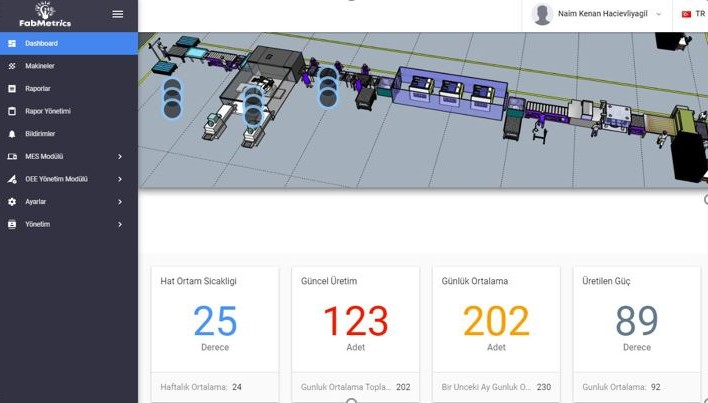 FabMetrics
Naim Kenan Hacievliyagil
TR
Dashboard
Makineler
Raporlar
Rapor Yönetimi
Bildirimler
MES Modülü
OEE Yönetim Modülü
Ayarlar
Yönetim
Hat Ortam Sicakligi
25
Derece
Haftalık Ortalama: 24
Güncel Üretim
123
Adet
Gunluk Ortalama Topla... 202
Günlük Ortalama
202
Adet
Bir Unceki Ay Gunluk O... 230
Üretilen Güç
89
Derece
Gunluk Ortalama: 92